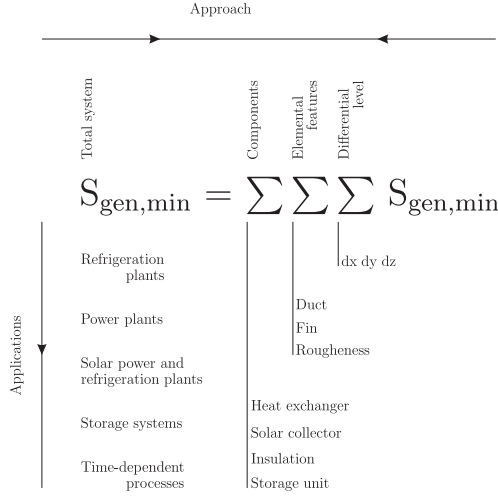 Approach
Total system
Components
Elemental
features
Differential
level
S_gen,min = ∑ ∑ ∑ S_gen,min
Applications
Refrigeration
plants
Power plants
Solar power and
refrigeration plants
Storage systems
Time-dependent
processes
dx dy dz
Duct
Fin
Rougheness
Heat exchanger
Solar collector
Insulation
Storage unit